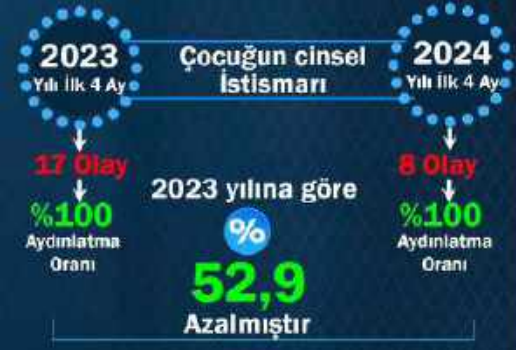 2023
Yılı İlk 4 Ay
Çocuğun cinsel
İstismarı
2024
Yılı İlk 4 Ay
17 Olay
8 Olay
%100
Aydınlatma
Oranı
2023 yılına göre
%
52,9
Azalmıştır
%100
Aydınlatma
Oranı